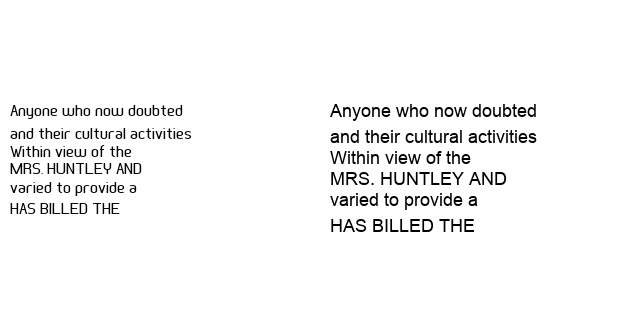 Anyone who now doubted
and their cultural activities
Within view of the
MRS. HUNTLEY AND
varied to provide a
HAS BILLED THE
Anyone who now doubted
and their cultural activities
Within view of the
MRS. HUNTLEY AND
varied to provide a
HAS BILLED THE